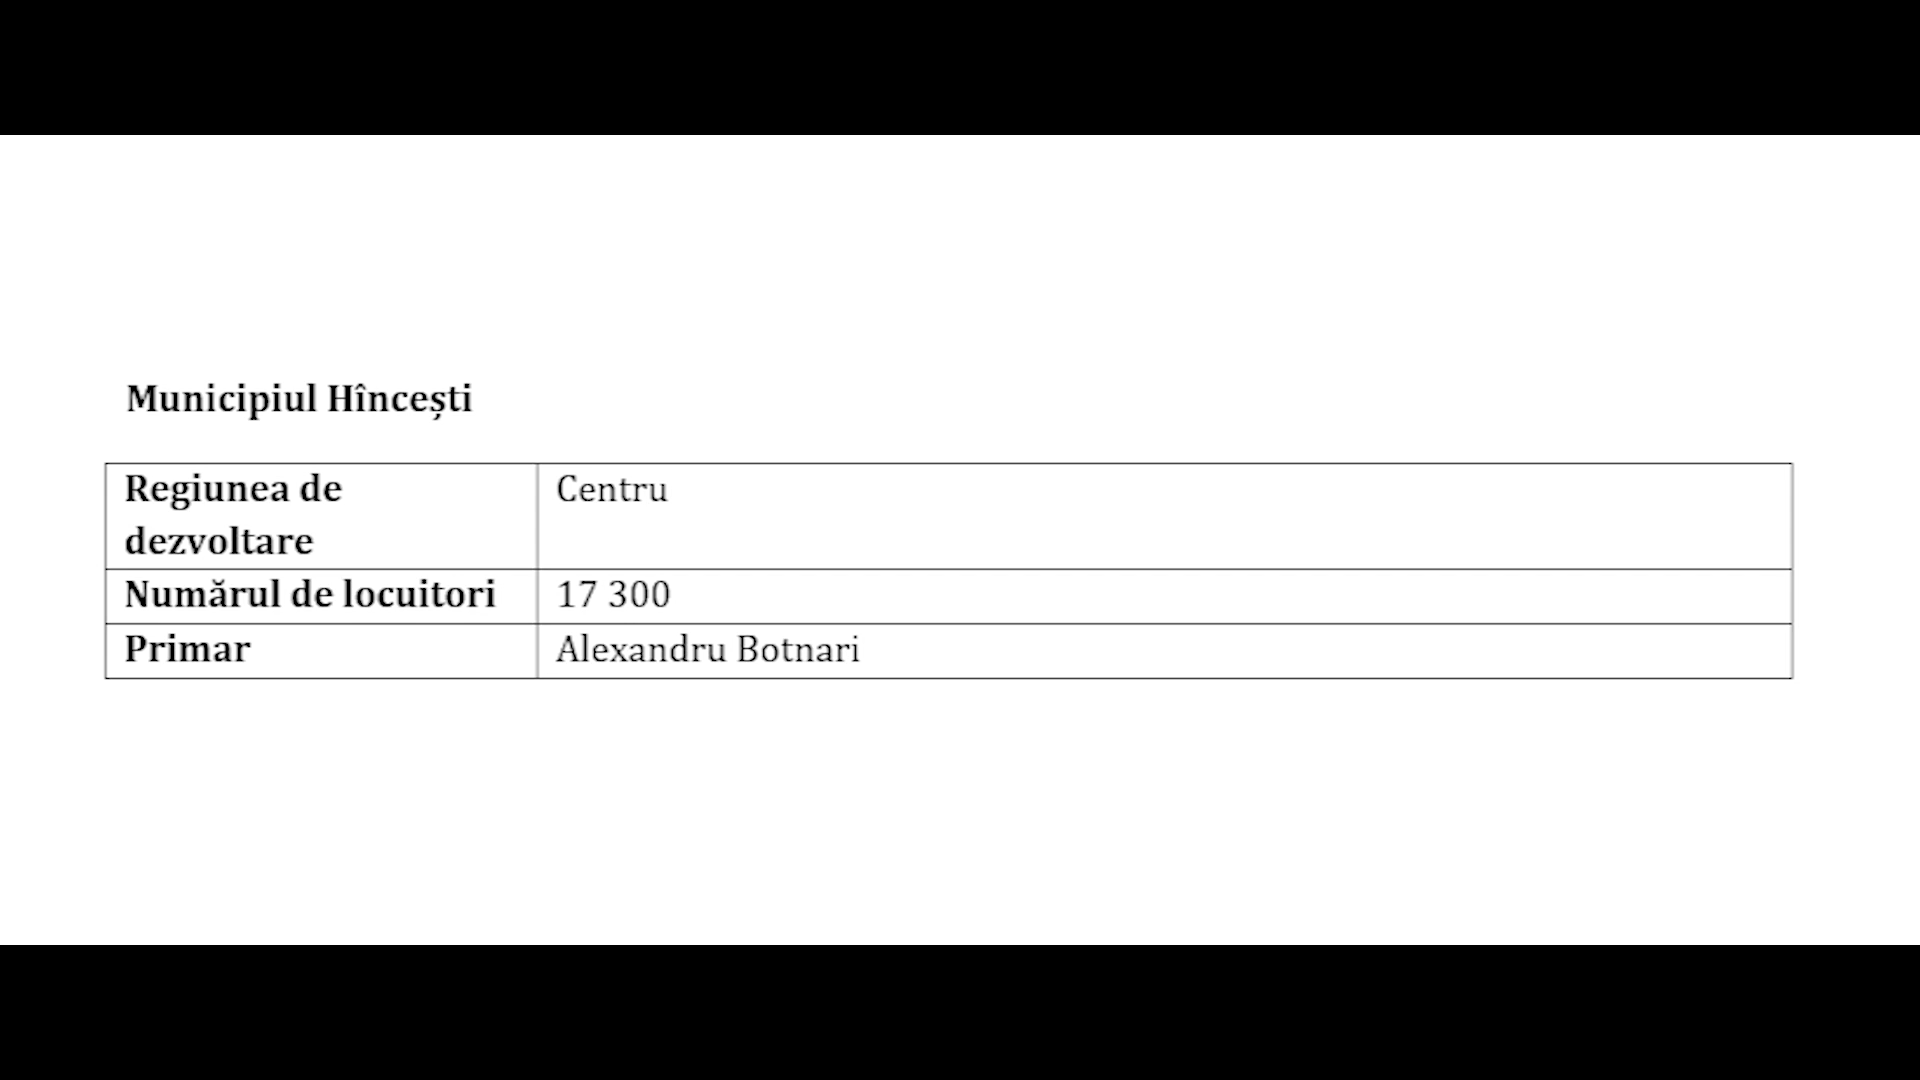 Municipiul Hîncești
Regiunea de
dezvoltare
Centru
Numărul de locuitori
17 300
Primar
Alexandru Botnari